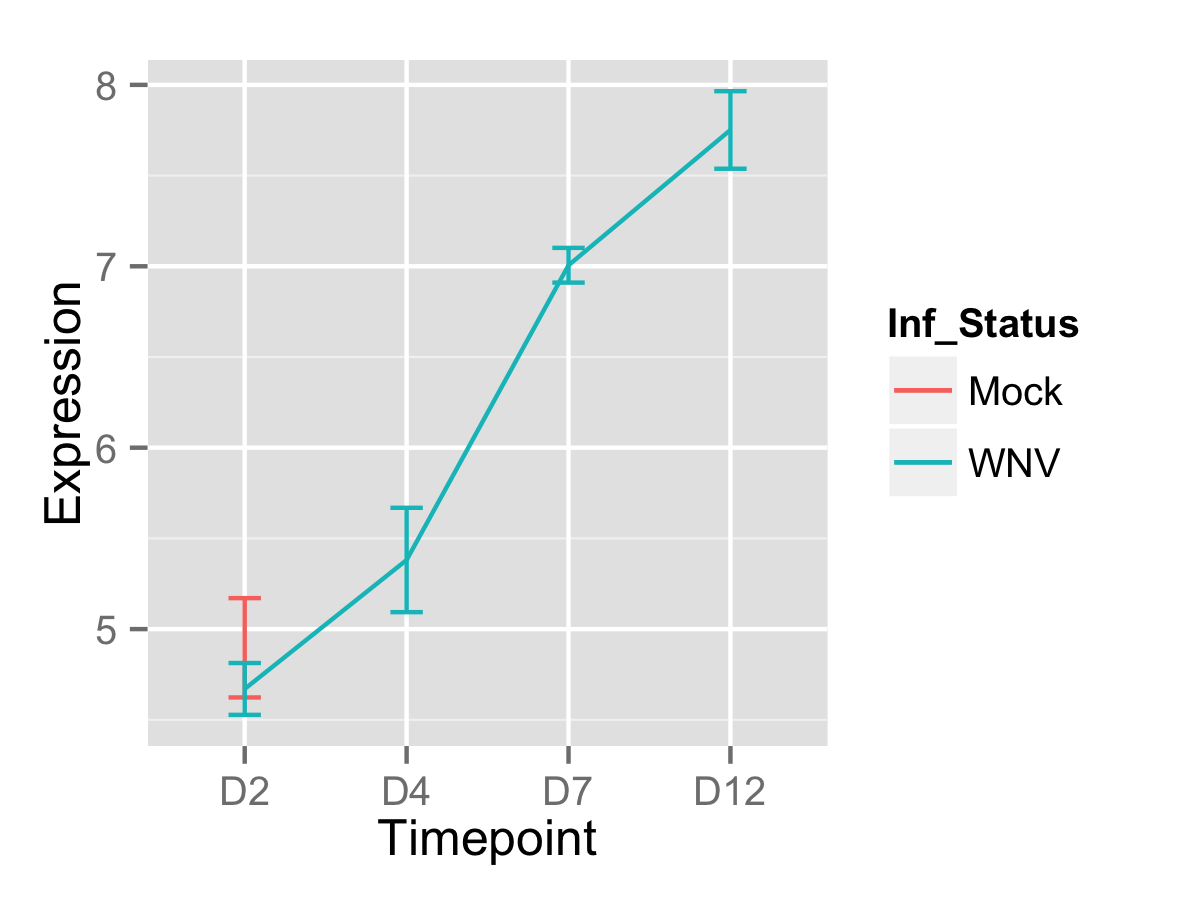 8
7
6
5
Expression
D2 D4 D7 D12
Timepoint
Inf_Status
Mock
WNV